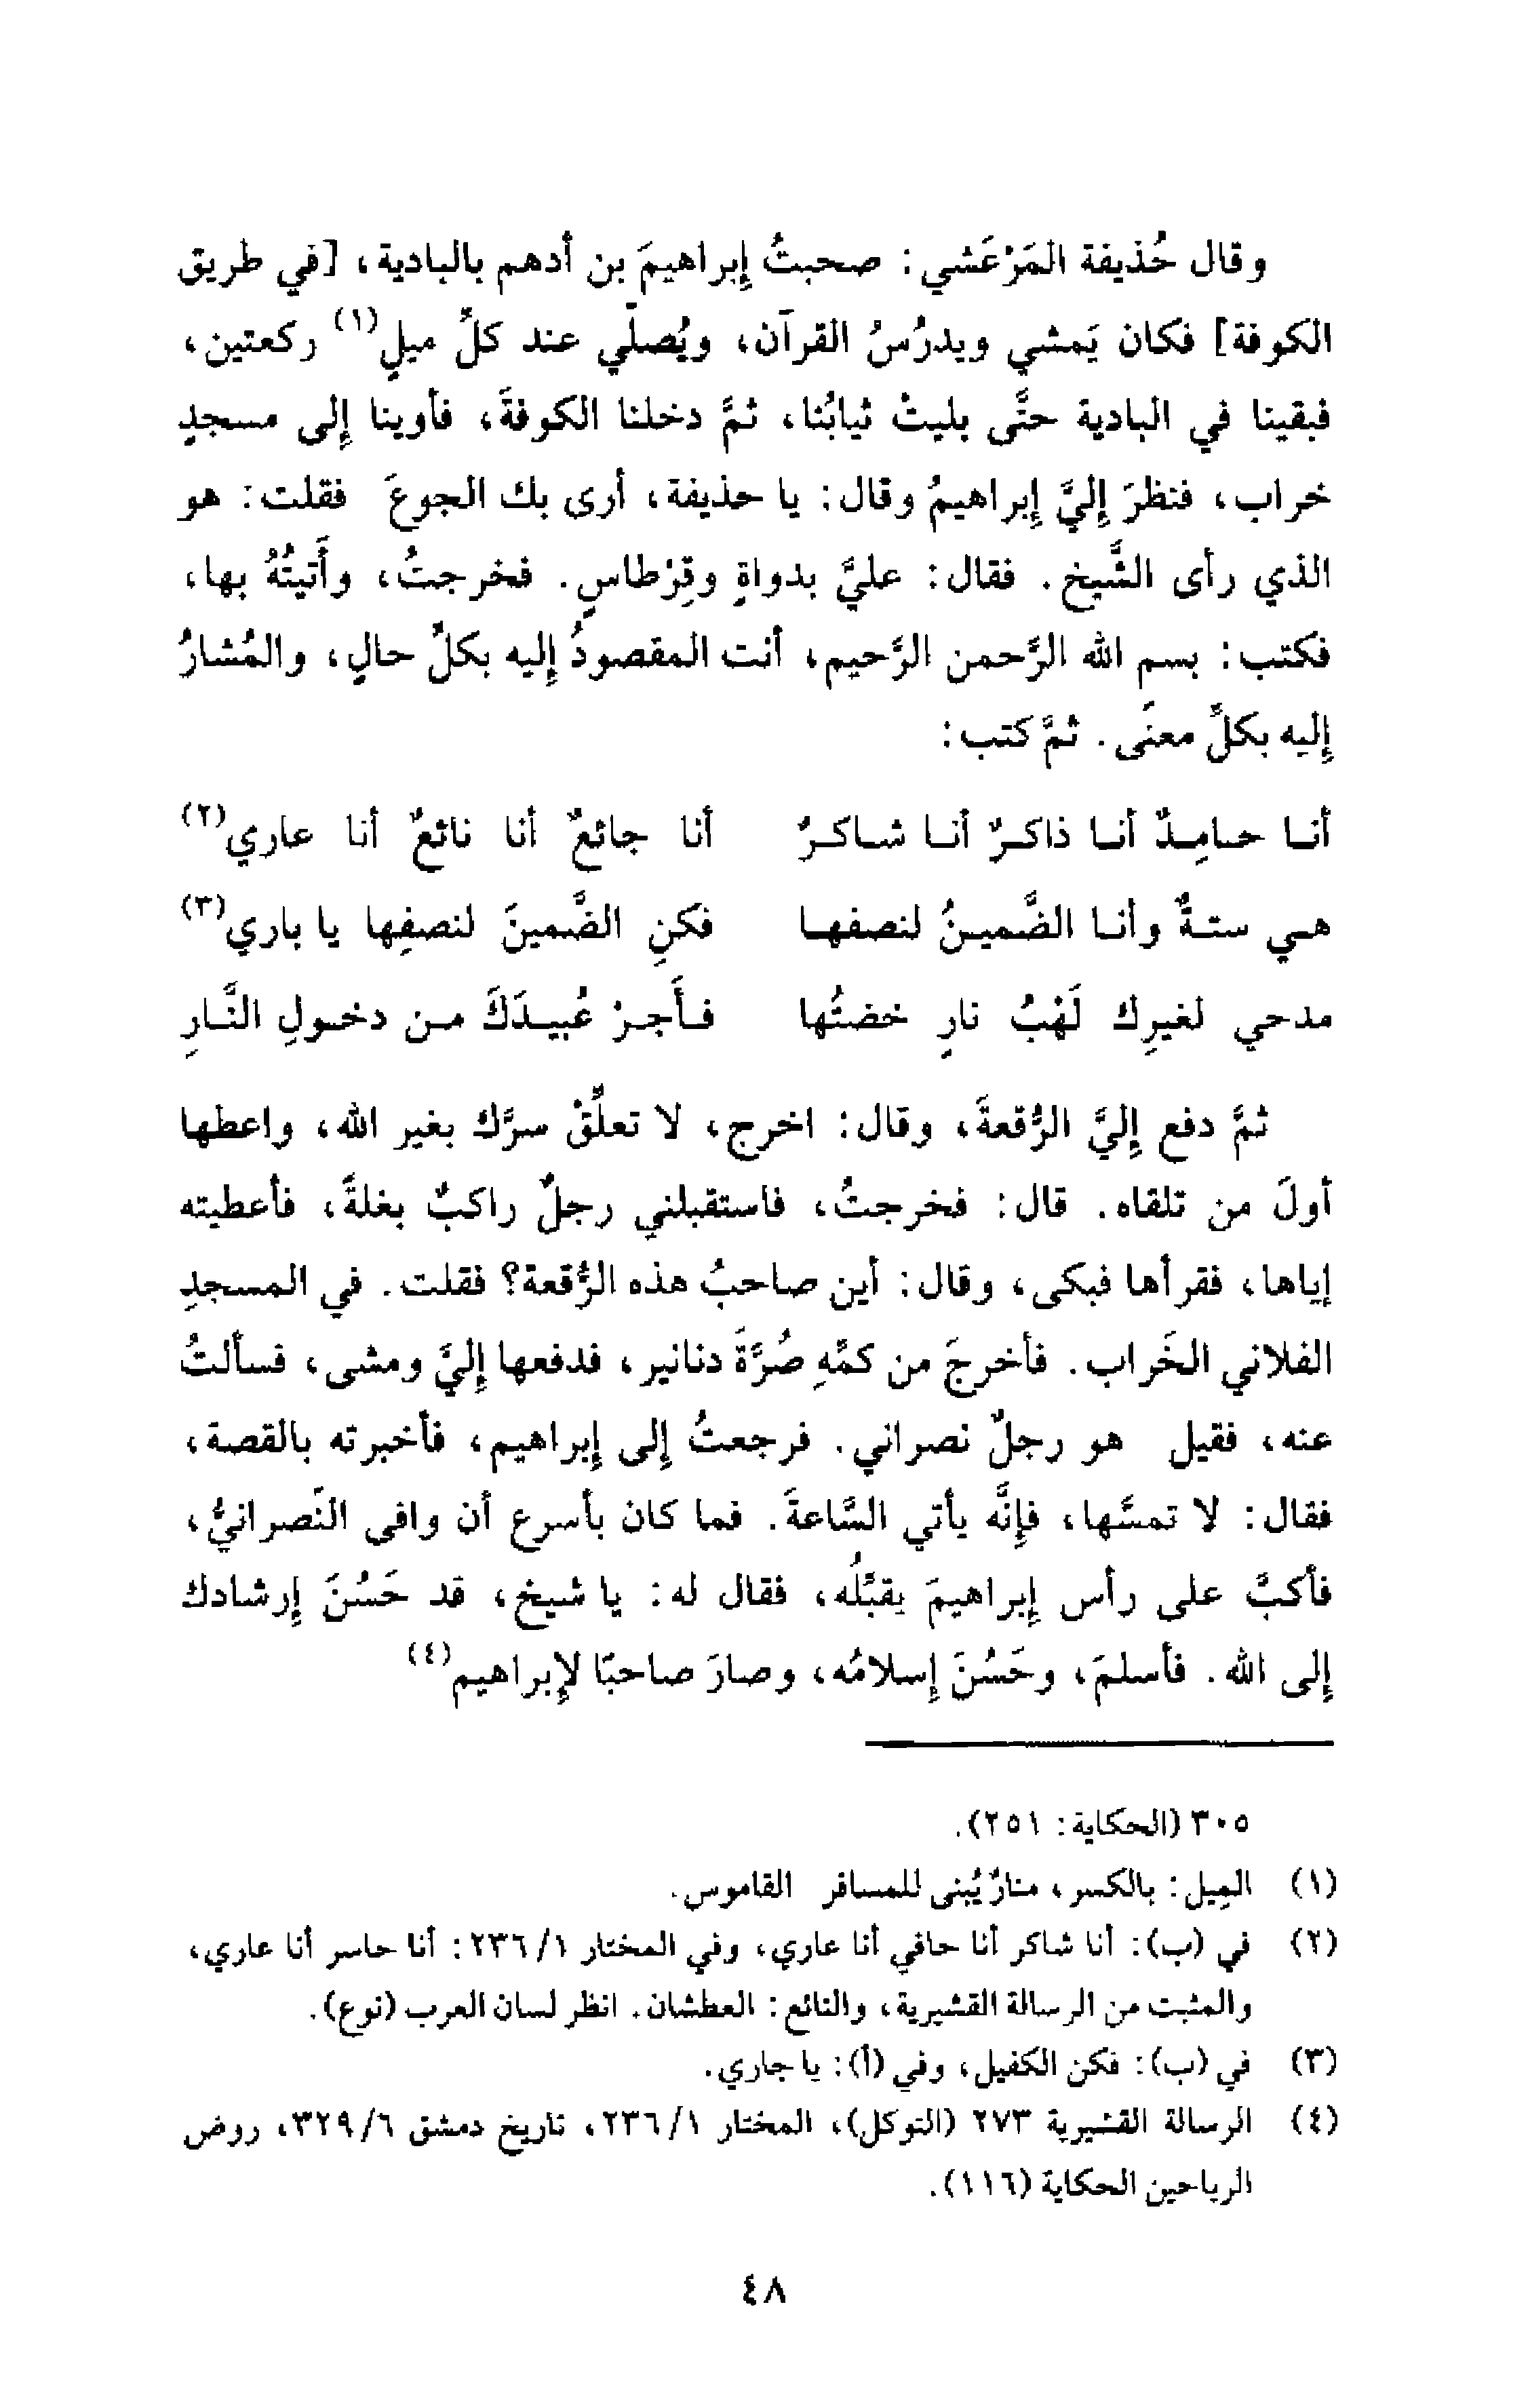 وقال حُذيفة المَرْعَشي: صحبتُ إبراهيمَ بن أدهم بالبادية، [في طريق
الكوفة] فكان يَمشي ويدرُسُ القرآن، ويُصلّي عند كلِّ ميلٍ(١) ركعتين،
فبقينا في البادية حتَّى بليتْ ثيابُنا، ثمَّ دخلنا الكوفةَ، فأوينا إلى مسجدٍ
خراب، فنظرَ إليَّ إبراهيمُ وقال: يا حذيفة، أرى بك الجوعَ فقلت: هو
الذي رأى الشَّيخ. فقال: عليَّ بدواةٍ وقِرْطاسٍ. فخرجتُ، وأَتيتُهُ بها،
فكتب: بسم الله الرَّحمن الرَّحيم، أنت المقصودُ إليه بكلِّ حالٍ، والمُشارُ
إليه بكلِّ معنًى. ثمَّ كتب:
أنـا حـامِـدٌ أنـا ذاكـرٌ أنـا شـاكـرٌ أنا جائعٌ أنا نائعٌ أنا عاري(٢)
هـي ستـةٌ وأنـا الضَّميـنُ لنصفهـا فكنِ الضَّمينَ لنصفِها يا باري(٣)
مدحي لغيرِك لَهْبُ نارٍ خضتُها فـأَجـرْ عُبيـدَكَ مـن دخـولِ النَّـارِ
ثمَّ دفع إليَّ الرُّقعةَ، وقال: اخرج، لا تعلِّقْ سرَّك بغير الله، واعطها
أولَ من تلقاه. قال: فخرجتُ، فاستقبلني رجلٌ راكبٌ بغلةً، فأعطيته
إياها، فقرأها فبكى، وقال: أين صاحبُ هذه الرُّقعة؟ فقلت. في المسجدِ
الفلاني الخَراب. فأخرجَ من كمِّهِ صُرَّةَ دنانير، فدفعها إليَّ ومشى، فسألتُ
عنه، فقيل هو رجلٌ نصراني. فرجعتُ إلى إبراهيم، فأخبرته بالقصة،
فقال: لا تمسَّها، فإنَّه يأتي السَّاعةَ. فما كان بأسرع أن وافى النَّصرانيُّ،
فأكبَّ على رأس إبراهيمَ يقبِّلُه، فقال له: يا شيخ، قد حَسُنَ إرشادك
إلى الله. فأسلمَ، وحَسُنَ إسلامُه، وصارَ صاحبًا لإبراهيم(٤)
٣٠٥ (الحكاية: ٢٥١).
(١) المِيل: بالكسر، منارٌ يُبنى للمسافر القاموس.
(٢) في (ب): أنا شاكر أنا حافي أنا عاري، وفي المختار ٢٣٦/١: أنا حاسر أنا عاري،
والمثبت من الرسالة القشيرية، والنائع: العطشان. انظر لسان العرب (نوع).
(٣) في (ب): فكن الكفيل، وفي (أ): يا جاري.
(٤) الرسالة القشيرية ٢٧٣ (التوكل)، المختار ٢٣٦/١، تاريخ دمشق ٣٢٩/٦، روض
الرياحين الحكاية (١١٦).
٤٨